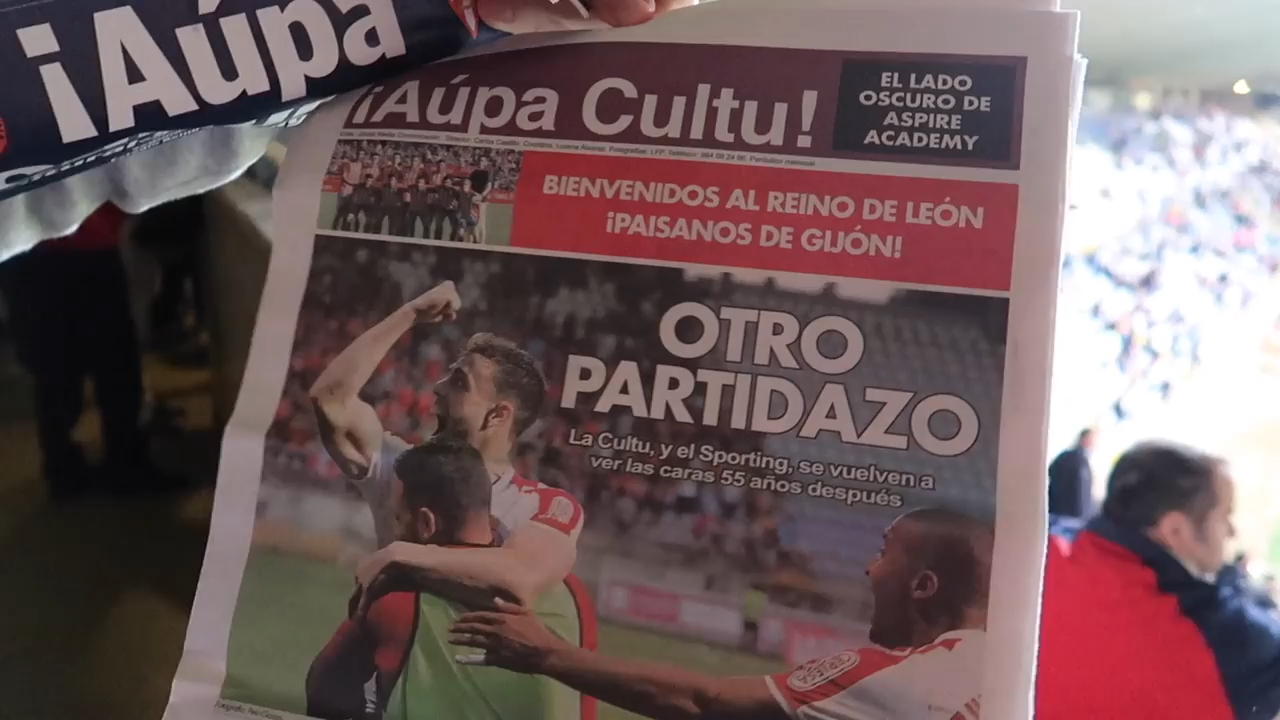 ¡Aúpa
¡Aúpa Cultu!
EL LADO
OSCURO DE
ASPIRE
ACADEMY
BIENVENIDOS AL REINO DE LEÓN
¡PAISANOS DE GIJÓN!
OTRO
PARTIDAZO
La Cultu, y el Sporting, se vuelven a
ver las caras 55 años después